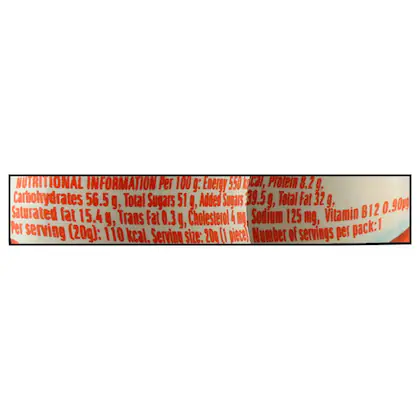 NUTRITIONAL INFORMATION Per 100 g: Energy 550 kcal, Protein 8.2 g,
Carbohydrates 56.5 g, Total Sugars 51 g, Added Sugars 39.5 g, Total Fat 32 g,
Saturated fat 15.4 g, Trans Fat 0.3 g, Cholesterol 4 mg, Sodium 125 mg, Vitamin B12 0.90µg
Per serving (20g): 110 kcal. Serving size: 20g (1 piece) Number of servings per pack:1